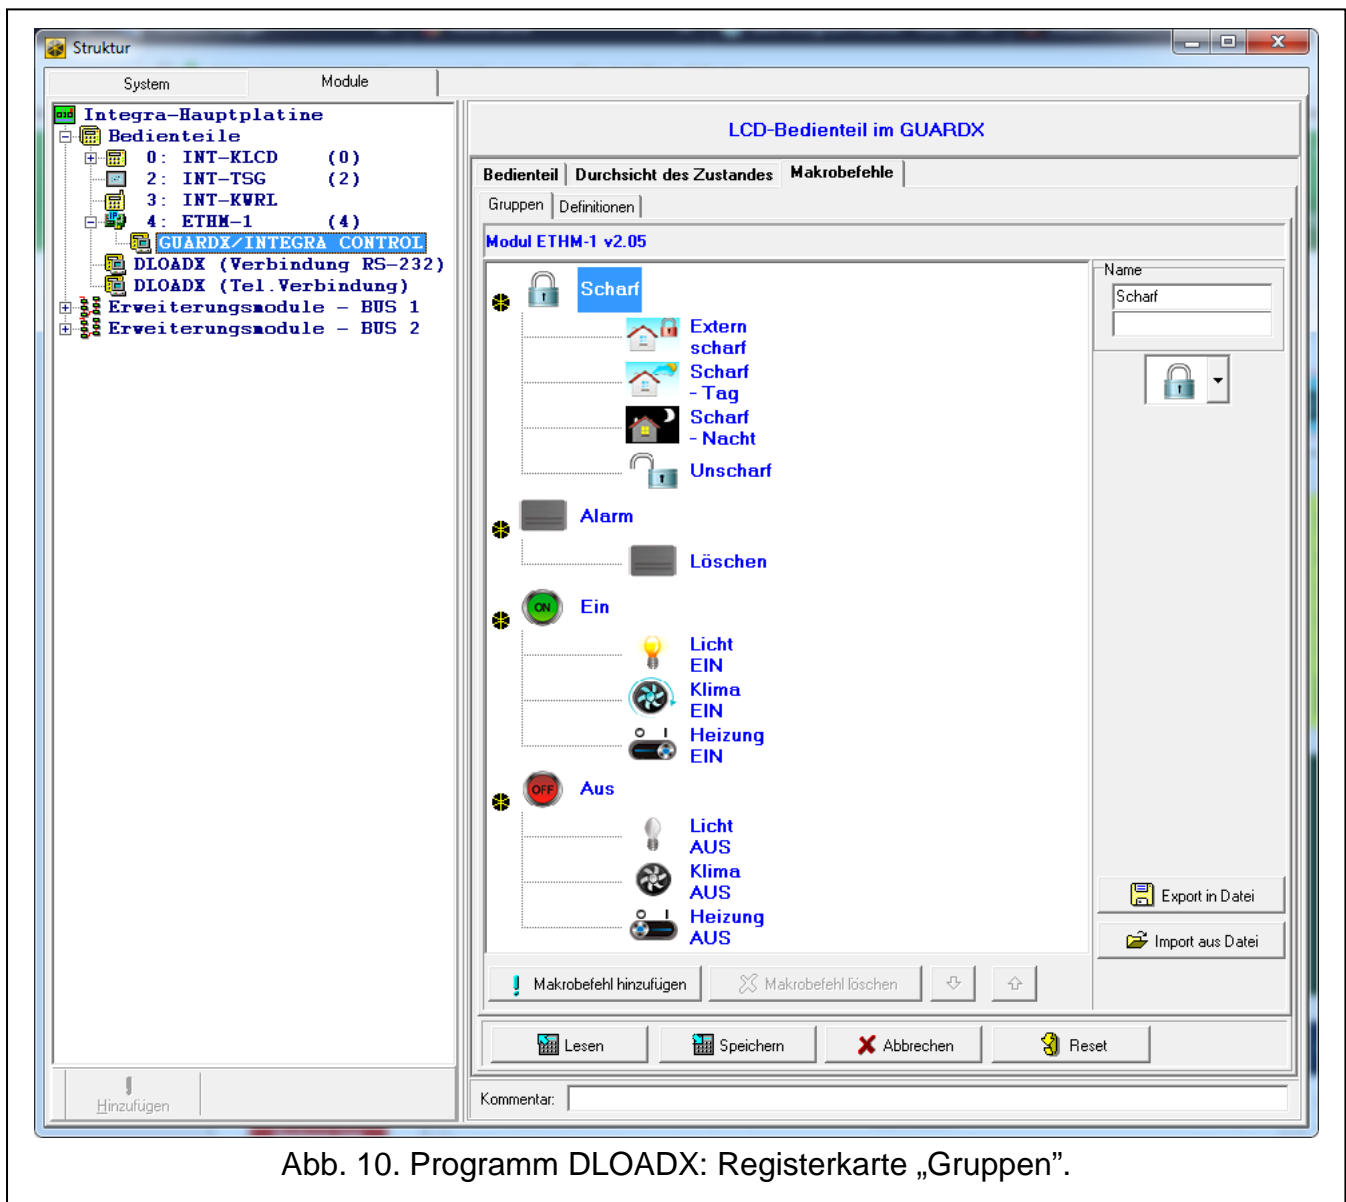 Struktur
System
Module
Integra-Hauptplatine
Bedienteile
0: INT-KLCD (0)
2: INT-TSG (2)
3: INT-KWRL
4: ETHM-1 (4)
GUARDX/INTEGRA CONTROL
DLOADX (Verbindung RS-232)
DLOADX (Tel.Verbindung)
Erweiterungsmodule - BUS 1
Erweiterungsmodule - BUS 2
Hinzufügen
LCD-Bedienteil im GUARDX
Bedienteil
Durchsicht des Zustandes
Makrobefehle
Gruppen
Definitionen
Modul ETHM-1 v2.05
Scharf
Extern
scharf
Scharf
- Tag
Scharf
- Nacht
Unscharf
Alarm
Löschen
ON
Ein
Licht
EIN
Klima
EIN
O I
Heizung
EIN
OFF
Aus
Licht
AUS
Klima
AUS
O I
Heizung
AUS
Name
Scharf
Export in Datei
Import aus Datei
Makrobefehl hinzufügen
Makrobefehl löschen
Lesen
Speichern
Abbrechen
Reset
Kommentar:
Abb. 10. Programm DLOADX: Registerkarte „Gruppen”.